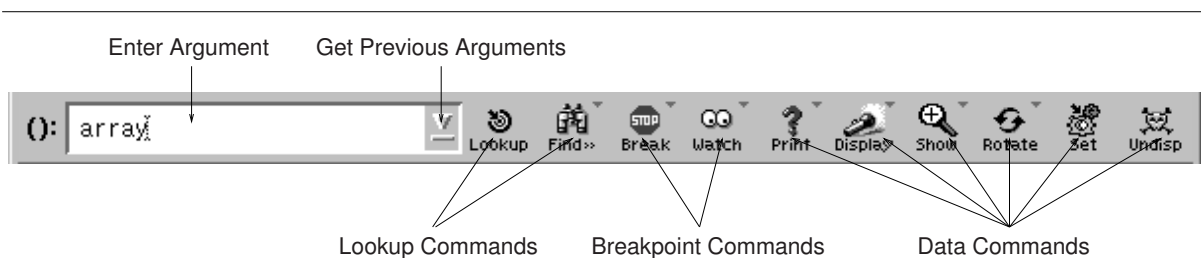 Enter Argument Get Previous Arguments
(): array
STOP
Lookup Find» Break Watch Print Display Show Rotate Set Undisp
Lookup Commands Breakpoint Commands Data Commands